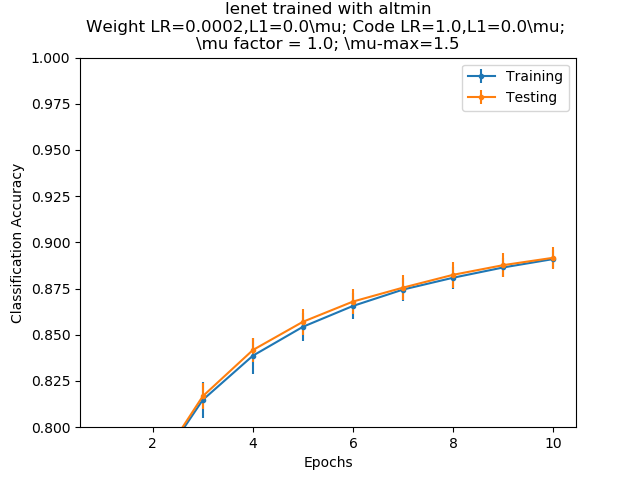 lenet trained with altmin
Weight LR=0.0002,L1=0.0\mu; Code LR=1.0,L1=0.0\mu;
\mu factor = 1.0; \mu-max=1.5
Training
Testing
1.000
0.975
0.950
0.925
0.900
0.875
0.850
0.825
0.800
Classification Accuracy
2
4
6
8
10
Epochs